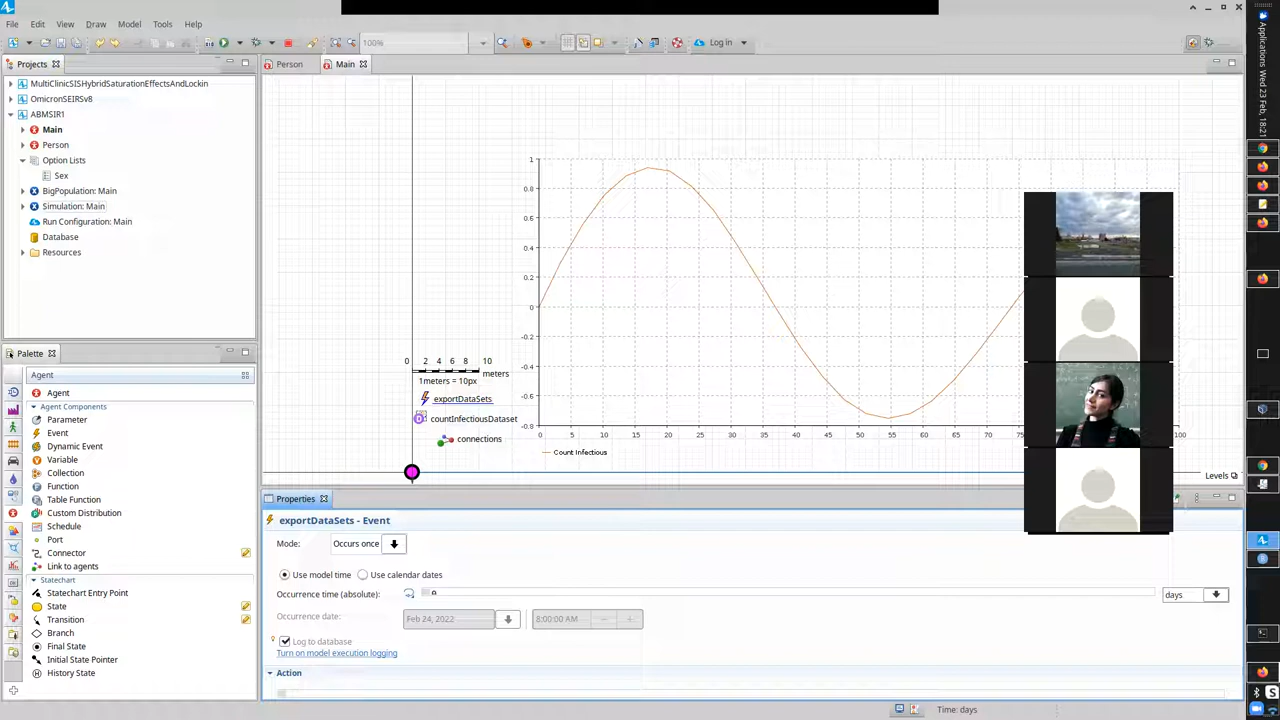 File Edit View Draw Model Tools Help
100% Log in
Projects Person Main
MultiClinicSISHybridSaturationEffectsAndLockin
OmicronSEIRSv8
ABMSIR1
Main
Person
Option Lists
Sex
BigPopulation: Main
Simulation: Main
Run Configuration: Main
Database
Resources
Palette
Agent
Agent
Agent Components
Parameter
Event
Dynamic Event
Variable
Collection
Function
Table Function
Custom Distribution
Schedule
Port
Connector
Link to agents
Statechart
Statechart Entry Point
State
Transition
Branch
Final State
Initial State Pointer
History State
1
0.8
0.6
0.4
0.2
0
-0.2
-0.4
-0.6
-0.8
0 5 10 15 20 25 30 35 40 45 50 55 60 65 70 75 100
Count Infectious
0 2 4 6 8 10
meters
1meters = 10px
exportDataSets
countInfectiousDataset
connections
Levels
Properties
exportDataSets - Event
Mode: Occurs once
Use model time Use calendar dates
Occurrence time (absolute): 0 days
Occurrence date: Feb 24, 2022 8:00:00 AM
Log to database
Turn on model execution logging
Action
Time: days
Applications Wed 23 Feb, 18:21